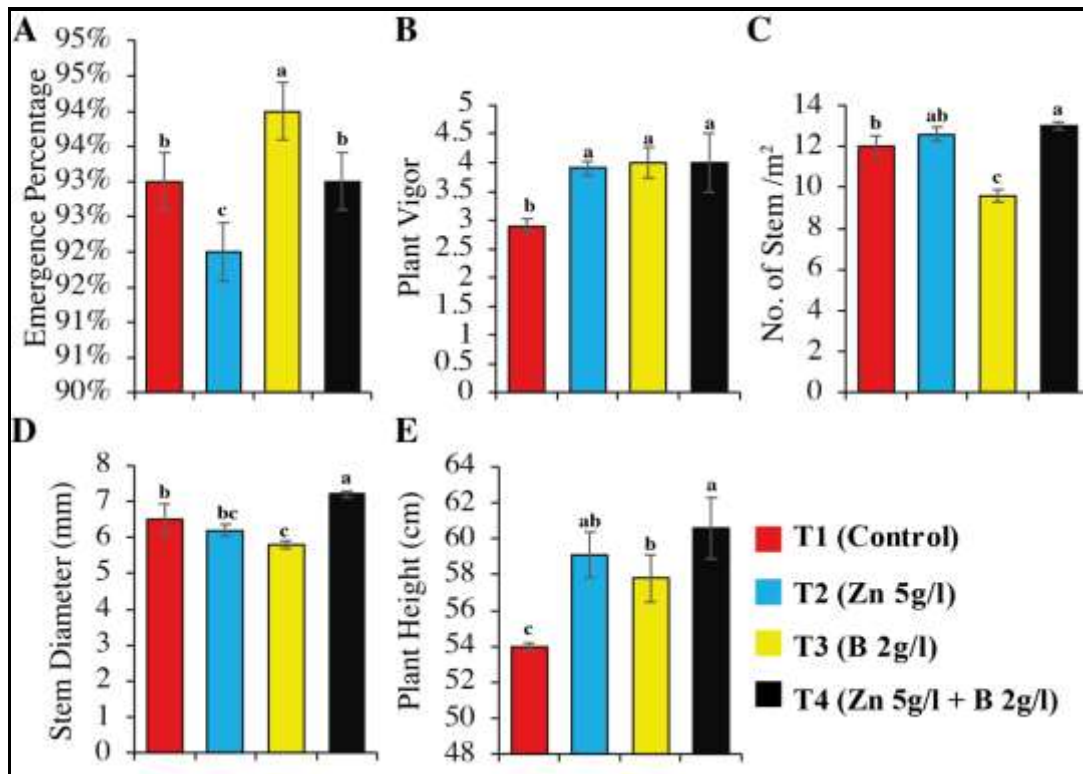 A
Emergence Percentage
95%
95%
94%
94%
93%
93%
92%
92%
91%
91%
90%
b
c
a
b
B
Plant Vigor
5
4.5
4
3.5
3
2.5
2
1.5
1
0.5
0
b
a
a
a
C
No. of Stem /m²
14
12
10
8
6
4
2
0
b
ab
c
a
D
Stem Diameter (mm)
8
7
6
5
4
3
2
1
0
b
bc
c
a
E
Plant Height (cm)
64
62
60
58
56
54
52
50
48
c
ab
b
a
T1 (Control)
T2 (Zn 5g/l)
T3 (B 2g/l)
T4 (Zn 5g/l + B 2g/l)